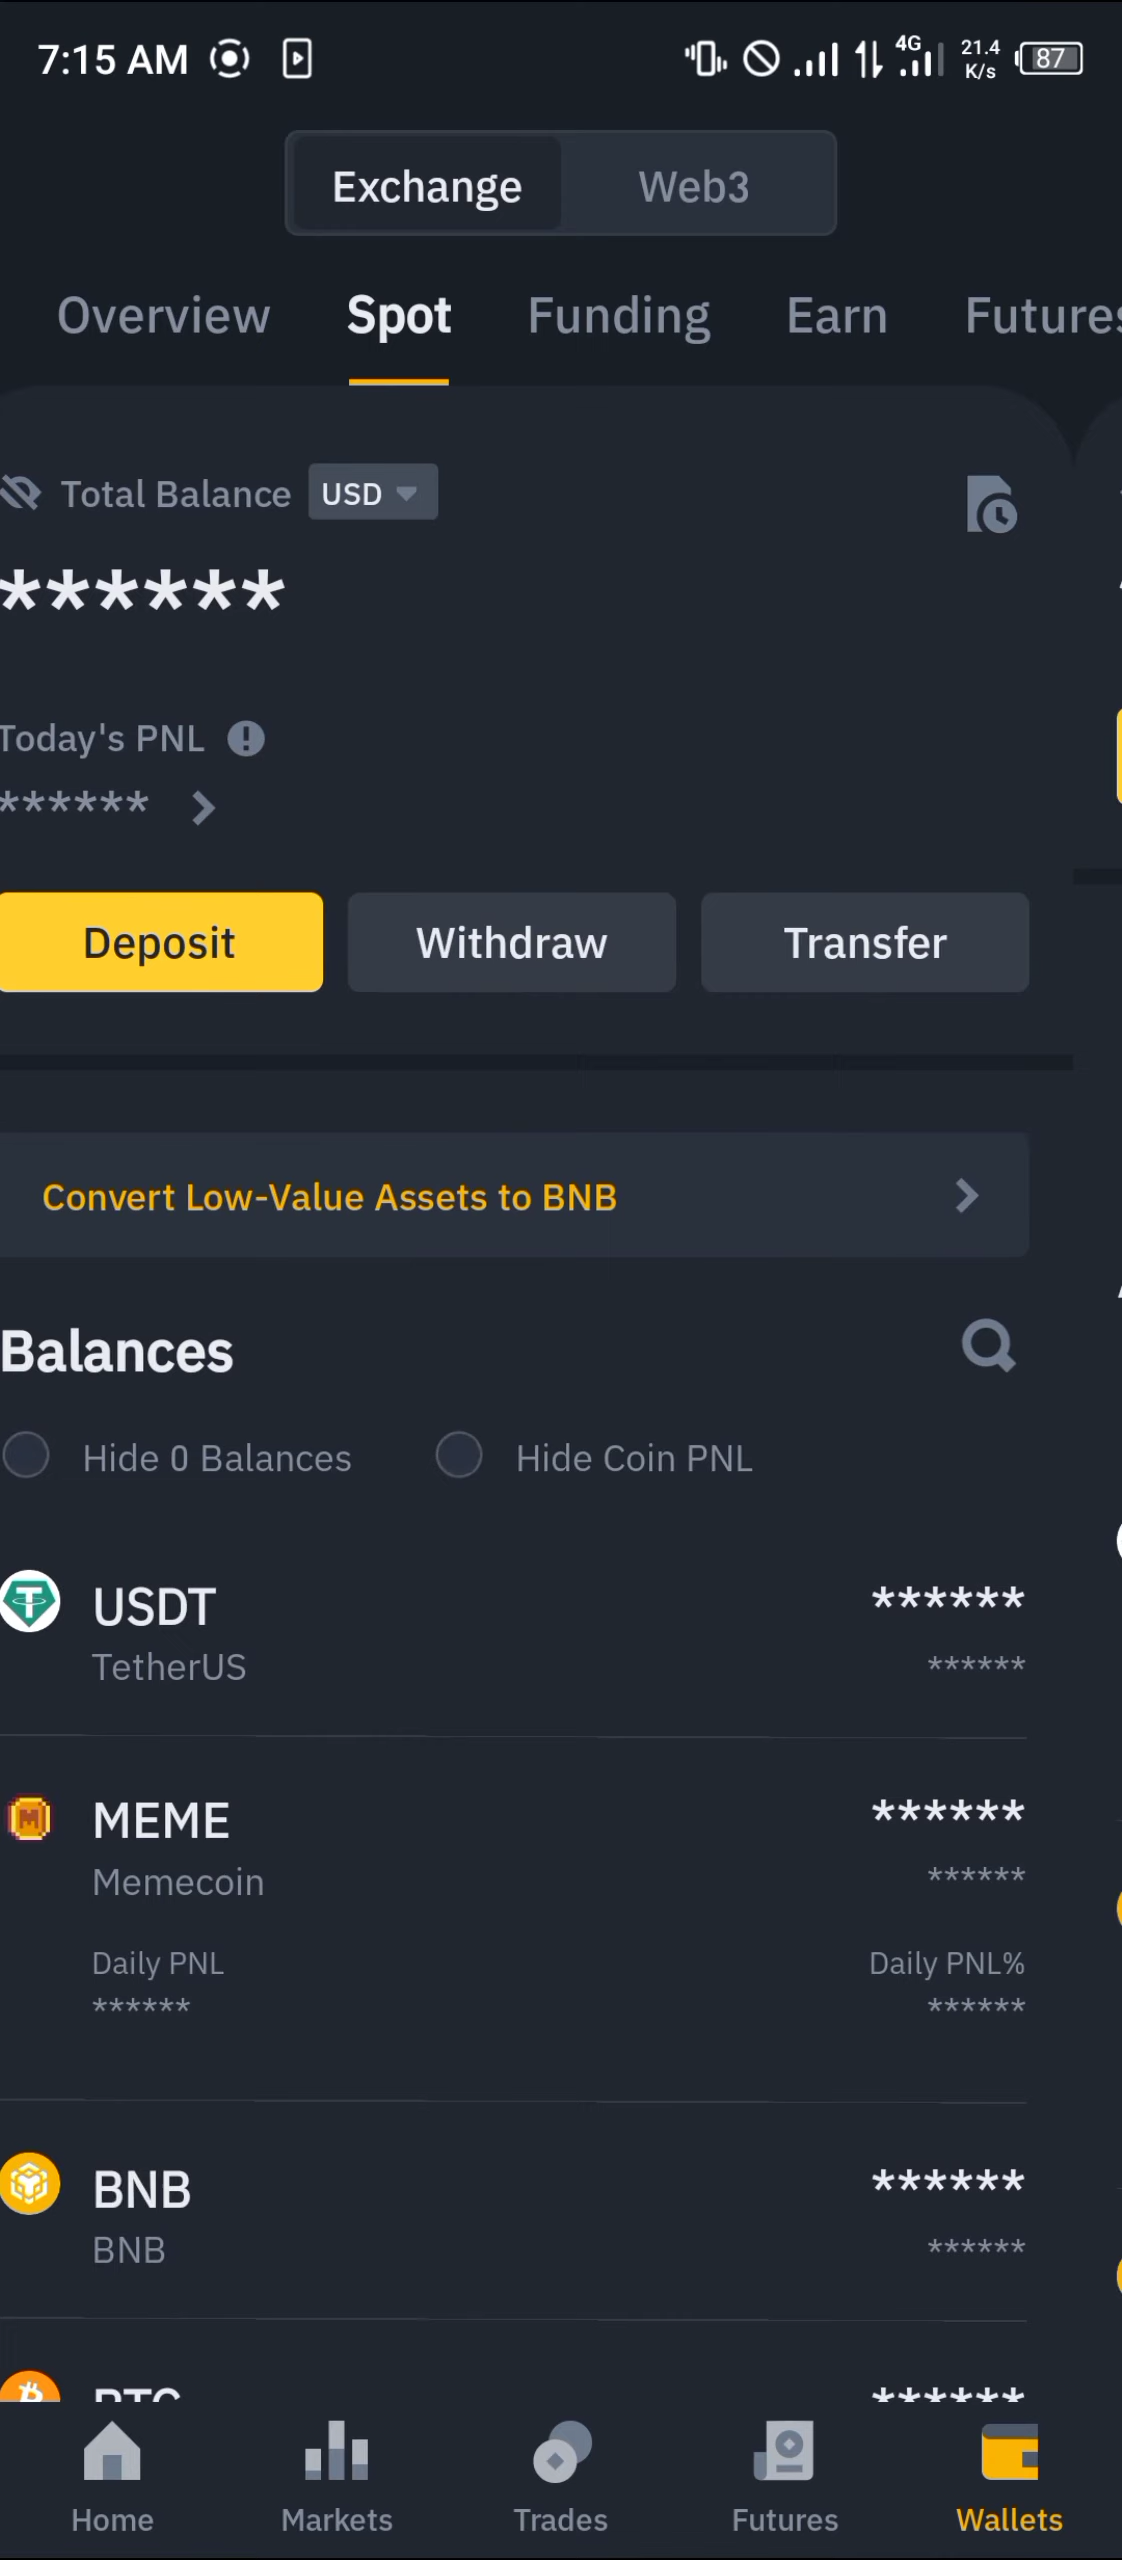 7:15 AM 4G 21.4 K/s 87
Exchange Web3
Overview Spot Funding Earn Futures
Total Balance USD
******
Today's PNL
******
Deposit Withdraw Transfer
Convert Low-Value Assets to BNB
Balances
Hide 0 Balances Hide Coin PNL
USDT ******
TetherUS ******
MEME ******
Memecoin ******
Daily PNL Daily PNL%
****** ******
BNB ******
BNB ******
BTC ******
Home Markets Trades Futures Wallets